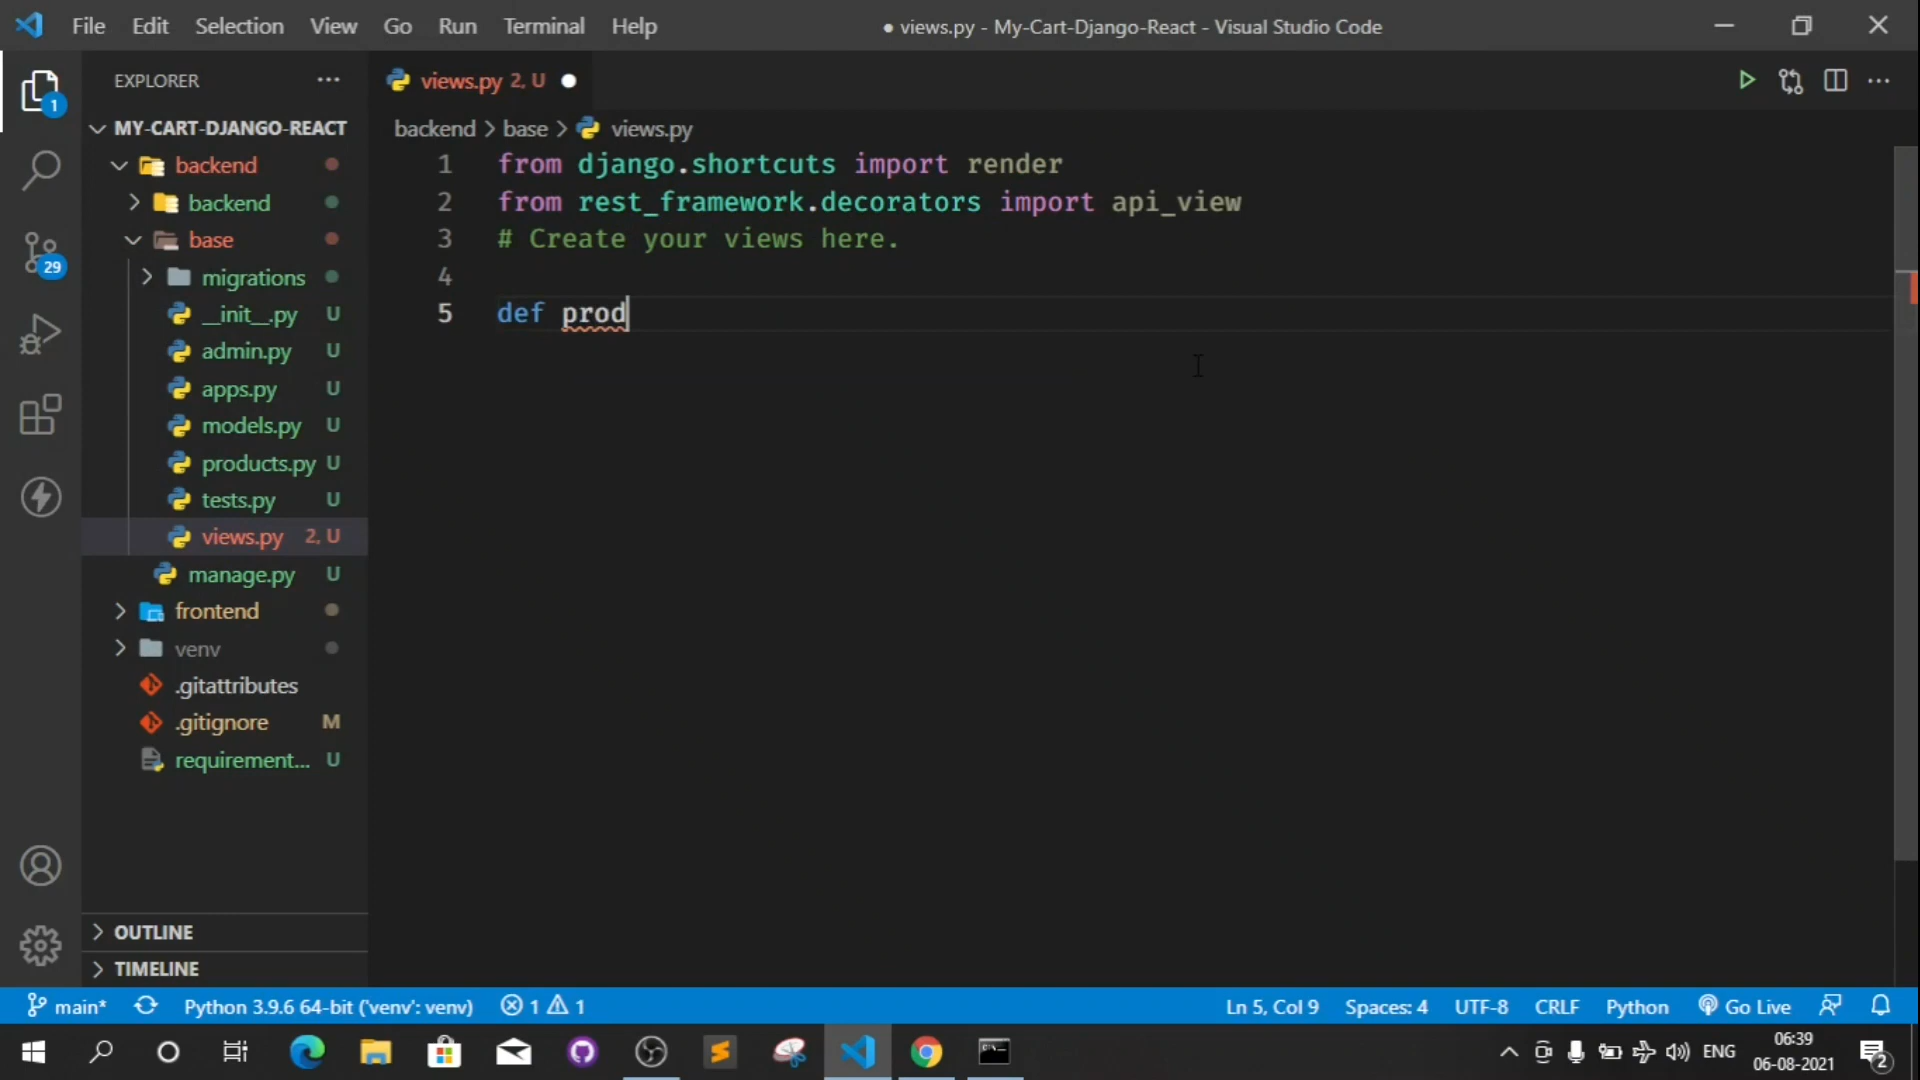 File Edit Selection View Go Run Terminal Help
● views.py - My-Cart-Django-React - Visual Studio Code
EXPLORER
views.py 2, U
MY-CART-DJANGO-REACT
backend > base > views.py
backend
backend
base
migrations
__init__.py U
admin.py U
apps.py U
models.py U
products.py U
tests.py U
views.py 2, U
manage.py U
frontend
venv
.gitattributes
.gitignore M
requirement... U
OUTLINE
TIMELINE
1 from django.shortcuts import render
2 from rest_framework.decorators import api_view
3 # Create your views here.
4
5 def prod
1
29
main* Python 3.9.6 64-bit ('venv': venv) 1 1
Ln 5, Col 9 Spaces: 4 UTF-8 CRLF Python Go Live
ENG
06:39
06-08-2021
2